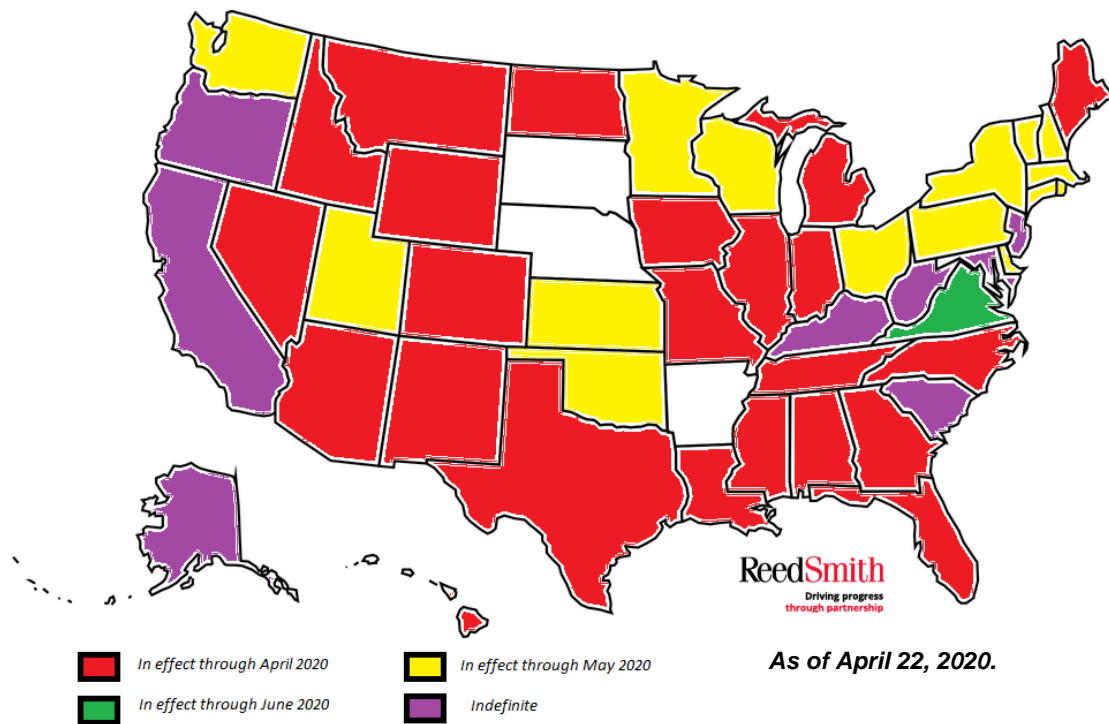 ReedSmith
Driving progress
through partnership
In effect through April 2020
In effect through May 2020
As of April 22, 2020.
In effect through June 2020
Indefinite